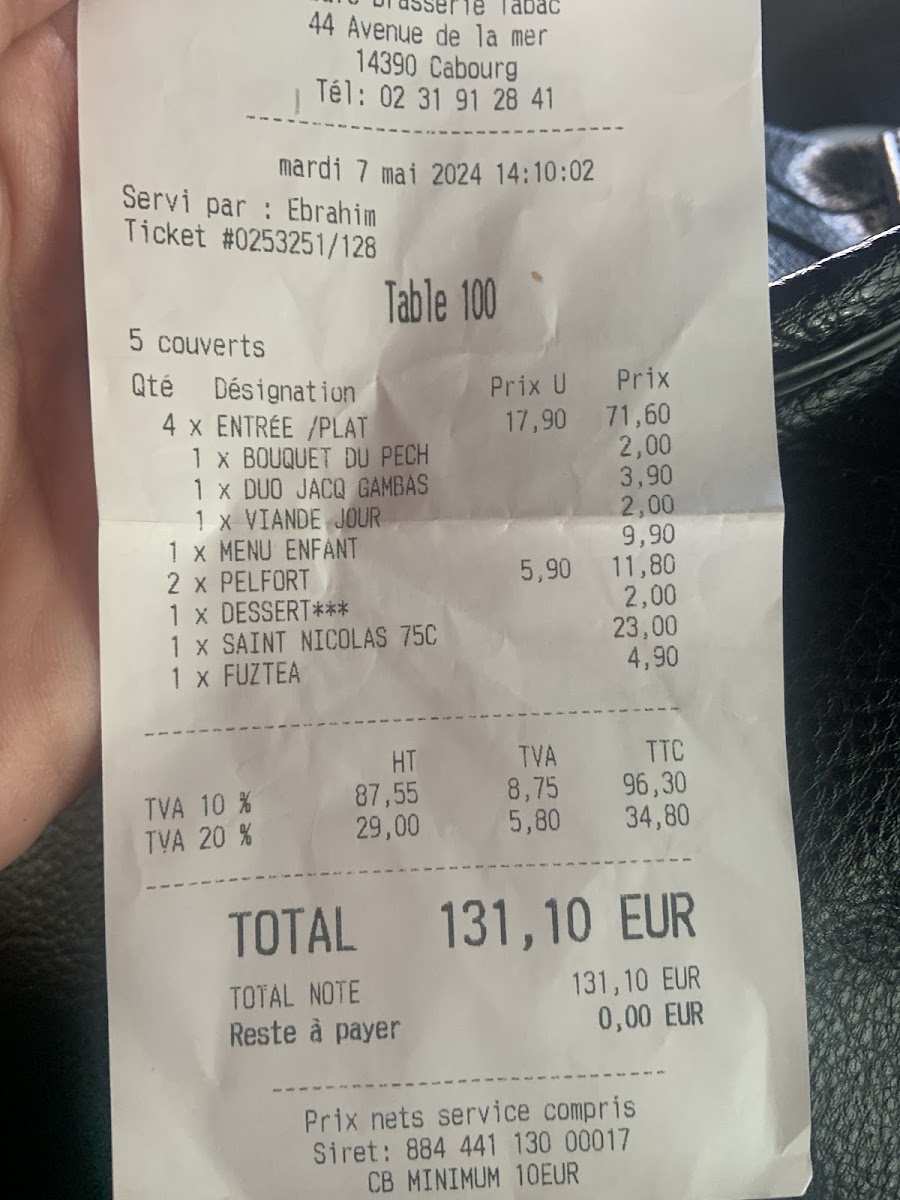 Brasserie Tabac
44 Avenue de la mer
14390 Cabourg
Tél: 02 31 91 28 41
mardi 7 mai 2024 14:10:02
Servi par : Ebrahim
Ticket #0253251/128
Table 100
5 couverts
Qté Désignation Prix U Prix
4 x ENTRÉE /PLAT 17,90 71,60
1 x BOUQUET DU PECH 2,00
1 x DUO JACQ GAMBAS 3,90
1 x VIANDE JOUR 2,00
1 x MENU ENFANT 9,90
2 x PELFORT 5,90 11,80
1 x DESSERT*** 2,00
1 x SAINT NICOLAS 75C 23,00
1 x FUZTEA 4,90
HT TVA TTC
TVA 10 % 87,55 8,75 96,30
TVA 20 % 29,00 5,80 34,80
TOTAL 131,10 EUR
TOTAL NOTE 131,10 EUR
Reste à payer 0,00 EUR
Prix nets service compris
Siret: 884 441 130 00017
CB MINIMUM 10EUR